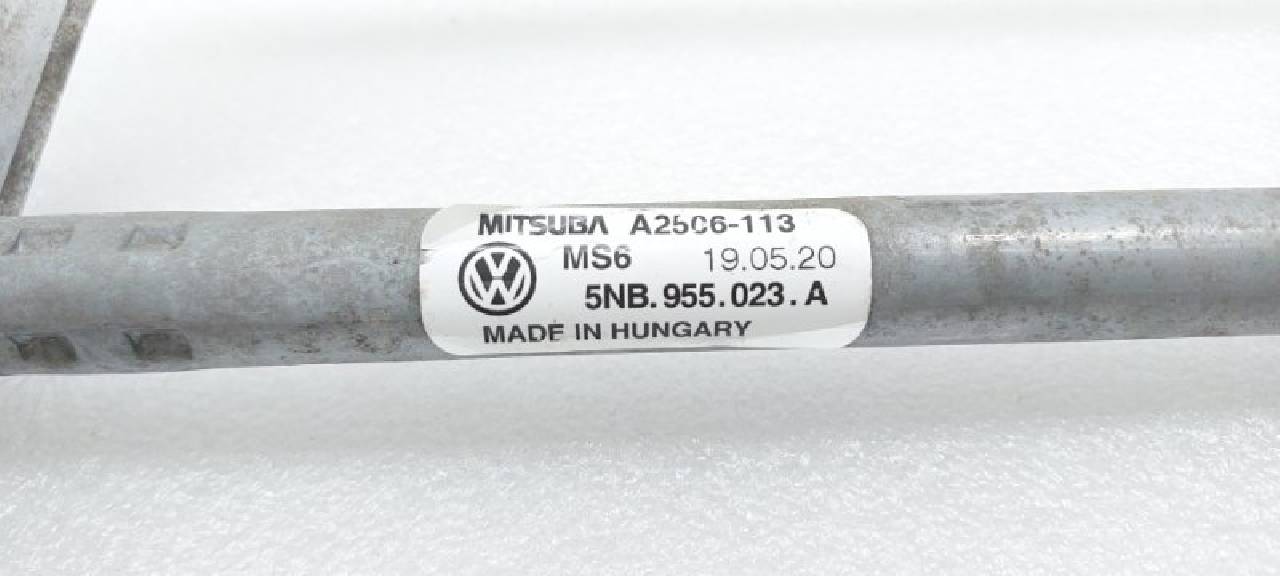 MITSUBA A2506-113
MS6 19.05.20
5NB.955.023.A
MADE IN HUNGARY